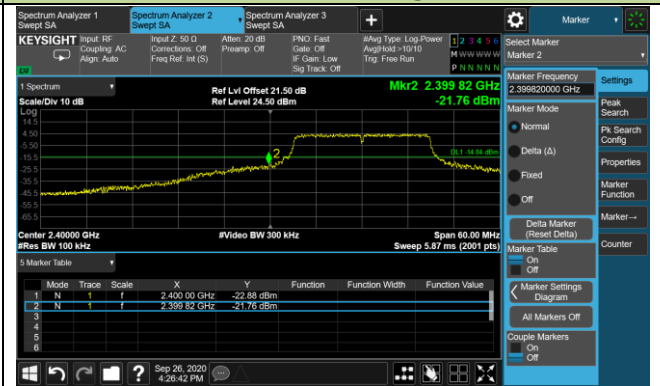 Spectrum Analyzer 1
Swept SA
Spectrum Analyzer 2
Swept SA
Spectrum Analyzer 3
Swept SA
Marker
KEYSIGHT
Input: RF
Coupling: AC
Align: Auto
Input Z: 50 Ω
Corrections: Off
Freq Ref: Int (S)
Atten: 20 dB
Preamp: Off
PNO: Fast
Gate: Off
IF Gain: Low
Sig Track: Off
#Avg Type: Log-Power
Avg|Hold:>10/10
Trig: Free Run
1 2 3 4 5 6
M W W W W W
P N N N N N
Select Marker
Marker 2
1 Spectrum
Scale/Div 10 dB
Log
Ref Lvl Offset 21.50 dB
Ref Level 24.50 dBm
Mkr2 2.399 82 GHz
-21.76 dBm
14.5
4.50
-5.50
-15.5
-25.5
-35.5
-45.5
-55.5
-65.5
2
Center 2.40000 GHz
#Res BW 100 kHz
#Video BW 300 kHz
Span 60.00 MHz
Sweep 5.87 ms (2001 pts)
5 Marker Table
Mode Trace Scale X Y Function Function Width Function Value
1 N 1 f 2.400 00 GHz -22.88 dBm
2 N 1 f 2.399 82 GHz -21.76 dBm
3
4
5
6
Marker Frequency
2.399820000 GHz
Marker Mode
Normal
Delta (Δ)
Fixed
Off
Delta Marker
(Reset Delta)
Marker Table
On
Off
Marker Settings
Diagram
All Markers Off
Couple Markers
On
Off
Settings
Peak
Search
Pk Search
Config
Properties
Marker
Function
Marker→
Counter
?
Sep 26, 2020
4:26:42 PM